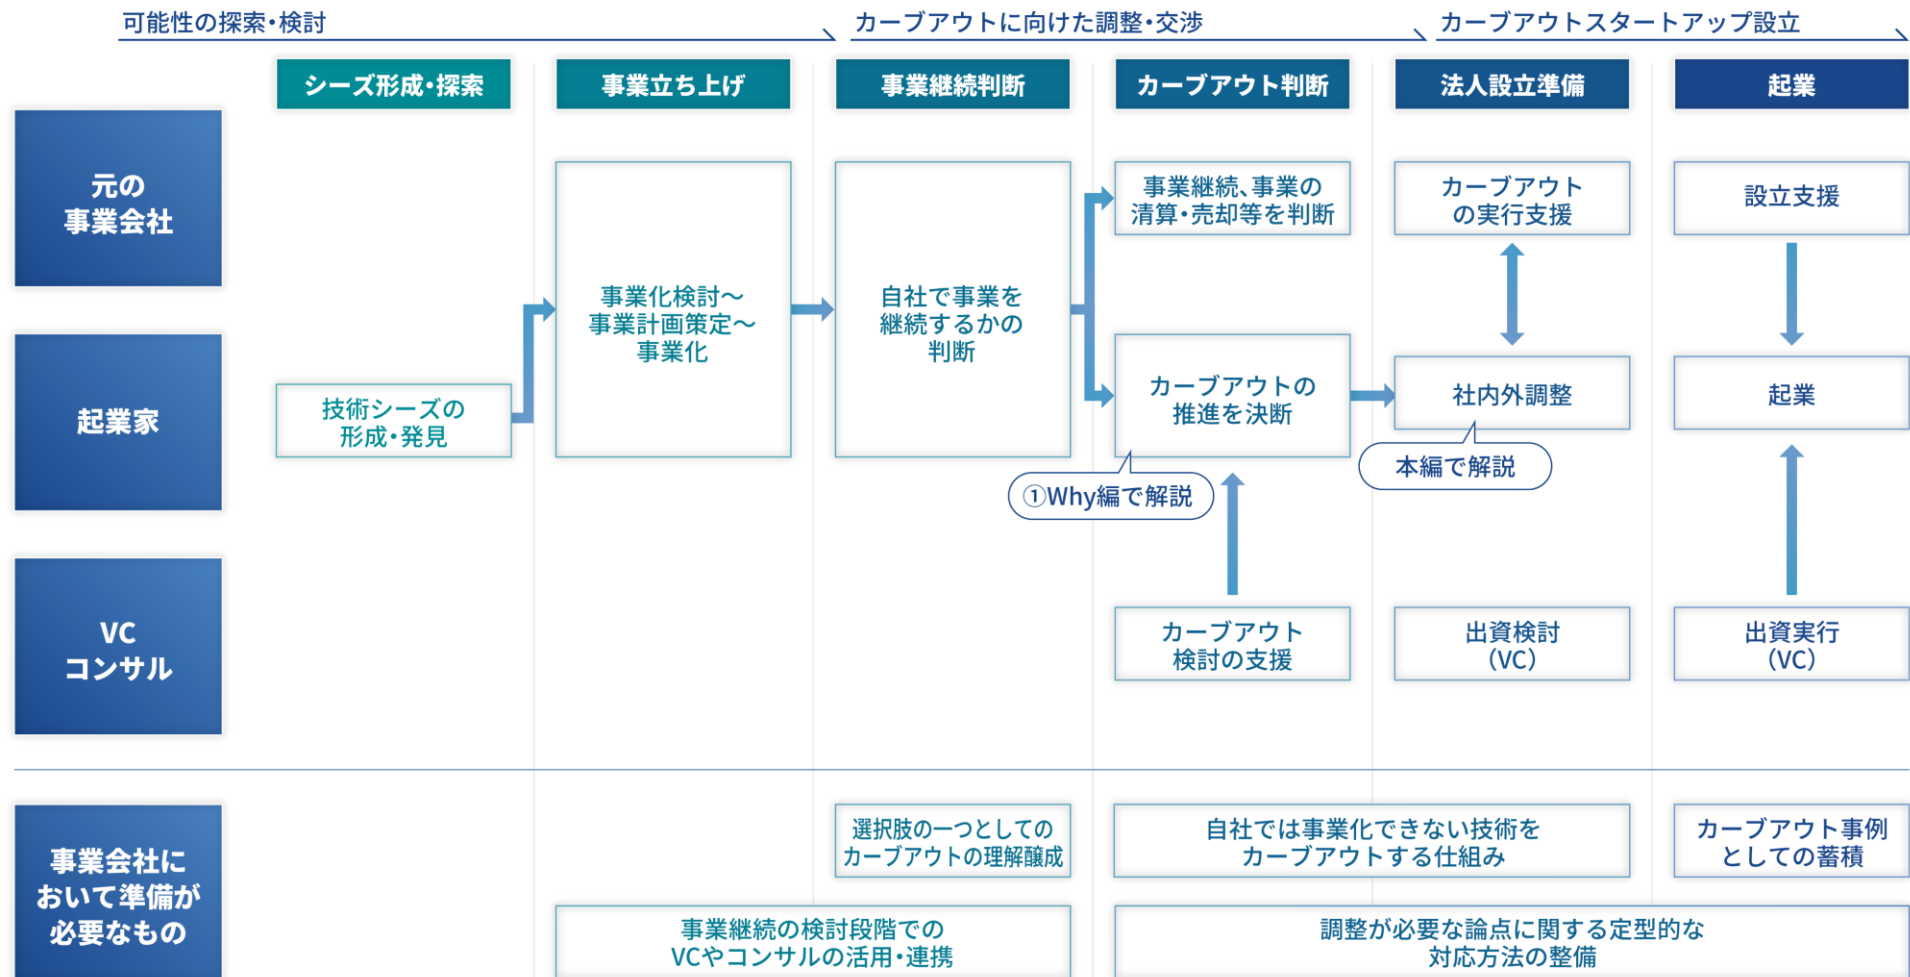 可能性の探索・検討
カーブアウトに向けた調整・交渉
カーブアウトスタートアップ設立
シーズ形成・探索
事業立ち上げ
事業継続判断
カーブアウト判断
法人設立準備
起業
元の
事業会社
事業継続、事業の
清算・売却等を判断
カーブアウト
の実行支援
設立支援
事業化検討～
事業計画策定～
事業化
自社で事業を
継続するかの
判断
起業家
技術シーズの
形成・発見
カーブアウトの
推進を決断
社内外調整
起業
①Why編で解説
本編で解説
VC
コンサル
カーブアウト
検討の支援
出資検討
（VC）
出資実行
（VC）
事業会社に
おいて準備が
必要なもの
選択肢の一つとしての
カーブアウトの理解醸成
自社では事業化できない技術を
カーブアウトする仕組み
カーブアウト事例
としての蓄積
事業継続の検討段階での
VCやコンサルの活用・連携
調整が必要な論点に関する定型的な
対応方法の整備